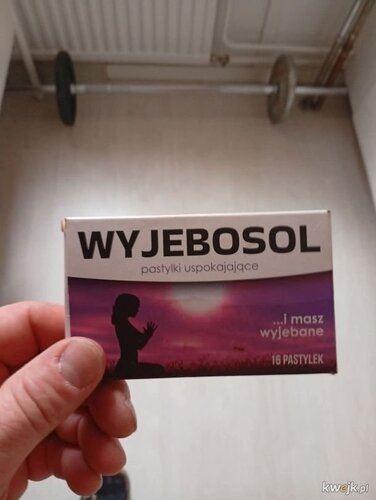 WYJEBOSOL
pastylki uspokajające
...i masz
wyjebane
16 PASTYLEK
kwejk.pl